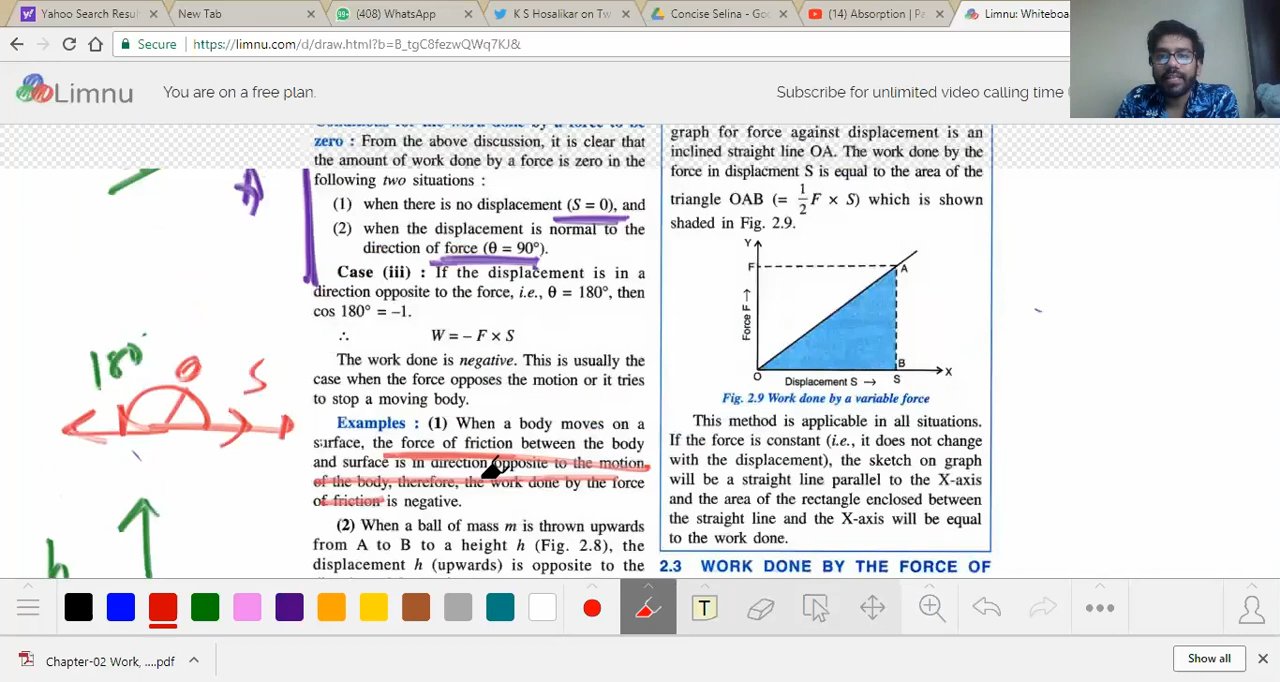 Yahoo Search Resul
New Tab
(408) WhatsApp
K S Hosalikar on Tw
Concise Selina - Goo
(14) Absorption | Pa
Limnu: Whiteboa
Secure
https://limnu.com/d/draw.html?b=B_tgC8fezwQWq7KJ&
Limnu
You are on a free plan.
Subscribe for unlimited video calling time
Conditions for the work done by a force to be
zero : From the above discussion, it is clear that
the amount of work done by a force is zero in the
following two situations :
(1) when there is no displacement (S = 0), and
(2) when the displacement is normal to the
direction of force (θ = 90°).
Case (iii) : If the displacement is in a
direction opposite to the force, i.e., θ = 180°, then
cos 180° = –1.
∴ W = – F × S
The work done is negative. This is usually the
case when the force opposes the motion or it tries
to stop a moving body.
Examples : (1) When a body moves on a
surface, the force of friction between the body
and surface is in direction opposite to the motion
of the body, therefore, the work done by the force
of friction is negative.
(2) When a ball of mass m is thrown upwards
from A to B to a height h (Fig. 2.8), the
displacement h (upwards) is opposite to the
180°
θ
S
h
graph for force against displacement is an
inclined straight line OA. The work done by the
force in displacment S is equal to the area of the
triangle OAB (= 1/2 F × S) which is shown
shaded in Fig. 2.9.
Y
F
A
Force F →
B
O
X
Displacement S →
S
Fig. 2.9 Work done by a variable force
This method is applicable in all situations.
If the force is constant (i.e., it does not change
with the displacement), the sketch on graph
will be a straight line parallel to the X-axis
and the area of the rectangle enclosed between
the straight line and the X-axis will be equal
to the work done.
2.3 WORK DONE BY THE FORCE OF
T
Chapter-02 Work, ....pdf
Show all